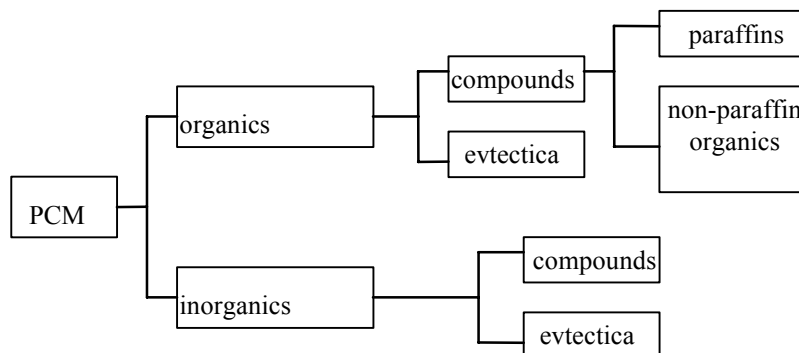 paraffins
compounds
non-paraffin
organics
organics
evtectica
PCM
compounds
inorganics
evtectica